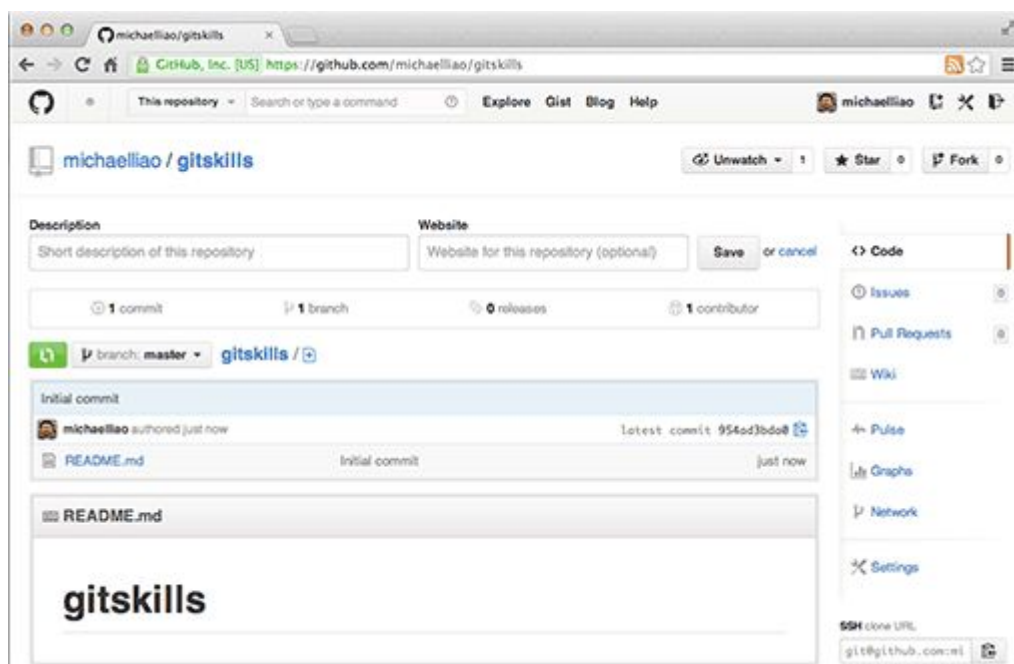 michaelliao/gitskills
GitHub, Inc. [US] https://github.com/michaelliao/gitskills
This repository Search or type a command Explore Gist Blog Help michaelliao
michaelliao / gitskills Unwatch 1 Star 0 Fork 0
Description Website
Short description of this repository Website for this repository (optional) Save or cancel
<> Code
1 commit 1 branch 0 releases 1 contributor
Issues 0
Pull Requests 0
branch: master gitskills /
Wiki
Initial commit
michaelliao authored just now latest commit 954ad3bda0
Pulse
README.md Initial commit just now
Graphs
README.md
Network
gitskills
Settings
SSH clone URL
git@github.com:mi